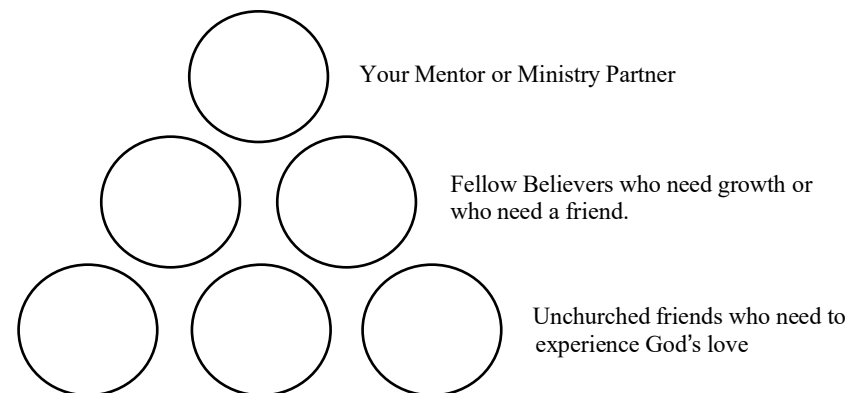 Your Mentor or Ministry Partner
Fellow Believers who need growth or
who need a friend.
Unchurched friends who need to
experience God's love